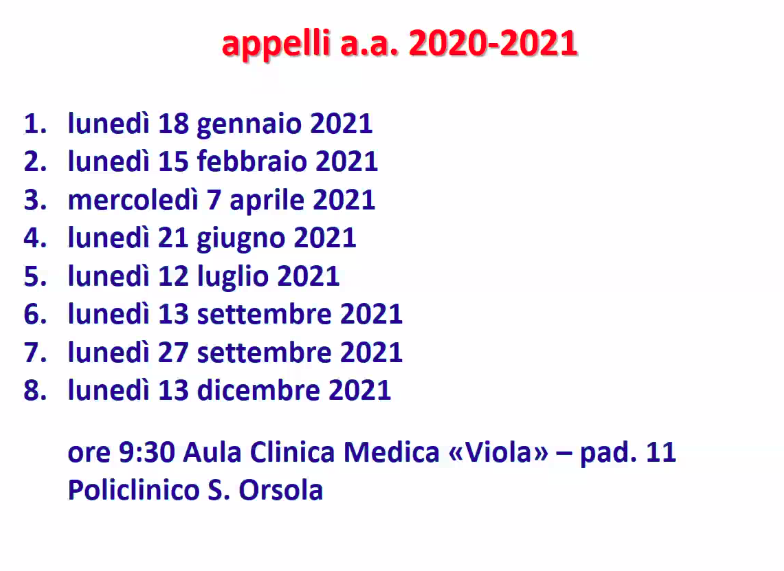 appelli a.a. 2020-2021
1. lunedì 18 gennaio 2021
2. lunedì 15 febbraio 2021
3. mercoledì 7 aprile 2021
4. lunedì 21 giugno 2021
5. lunedì 12 luglio 2021
6. lunedì 13 settembre 2021
7. lunedì 27 settembre 2021
8. lunedì 13 dicembre 2021
ore 9:30 Aula Clinica Medica «Viola» – pad. 11
Policlinico S. Orsola